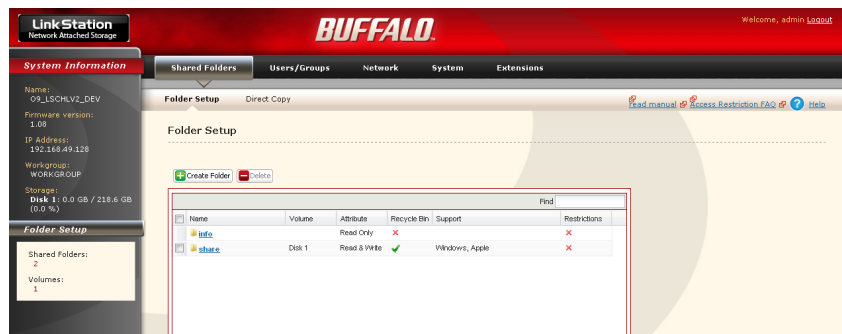 LinkStation
Network Attached Storage
BUFFALO
Welcome, admin Logout
System Information
Name:
O9_LSCHLV2_DEV
Firmware version:
1.08
IP Address:
192.168.49.128
Workgroup:
WORKGROUP
Storage:
Disk 1: 0.0 GB / 218.6 GB
(0.0 %)
Folder Setup
Shared Folders:
2
Volumes:
1
Shared Folders Users/Groups Network System Extensions
Folder Setup Direct Copy
Read manual Access Restriction FAQ ? Help
Folder Setup
Create Folder Delete
Find
Name Volume Attribute Recycle Bin Support Restrictions
info Read Only
share Disk 1 Read & Write Windows, Apple